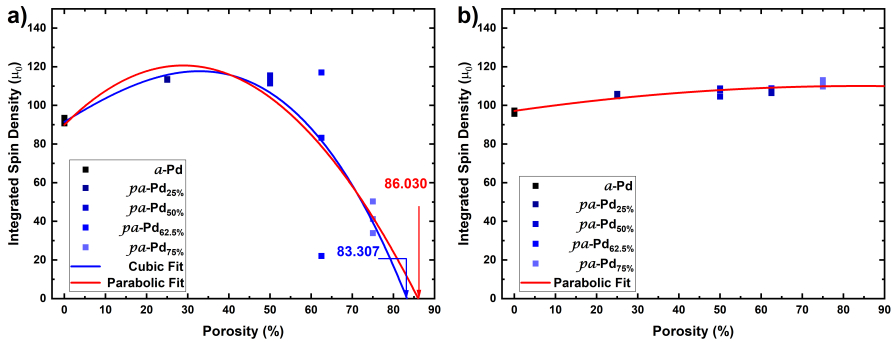 a)
140
120
100
80
60
40
20
0
Integrated Spin Density (μ₀)
a-Pd
pa-Pd25%
pa-Pd50%
pa-Pd62.5%
pa-Pd75%
Cubic Fit
Parabolic Fit
86.030
83.307
0 10 20 30 40 50 60 70 80 90
Porosity (%)
b)
140
120
100
80
60
40
20
0
Integrated Spin Density (μ₀)
a-Pd
pa-Pd25%
pa-Pd50%
pa-Pd62.5%
pa-Pd75%
Parabolic Fit
0 10 20 30 40 50 60 70 80 90
Porosity (%)